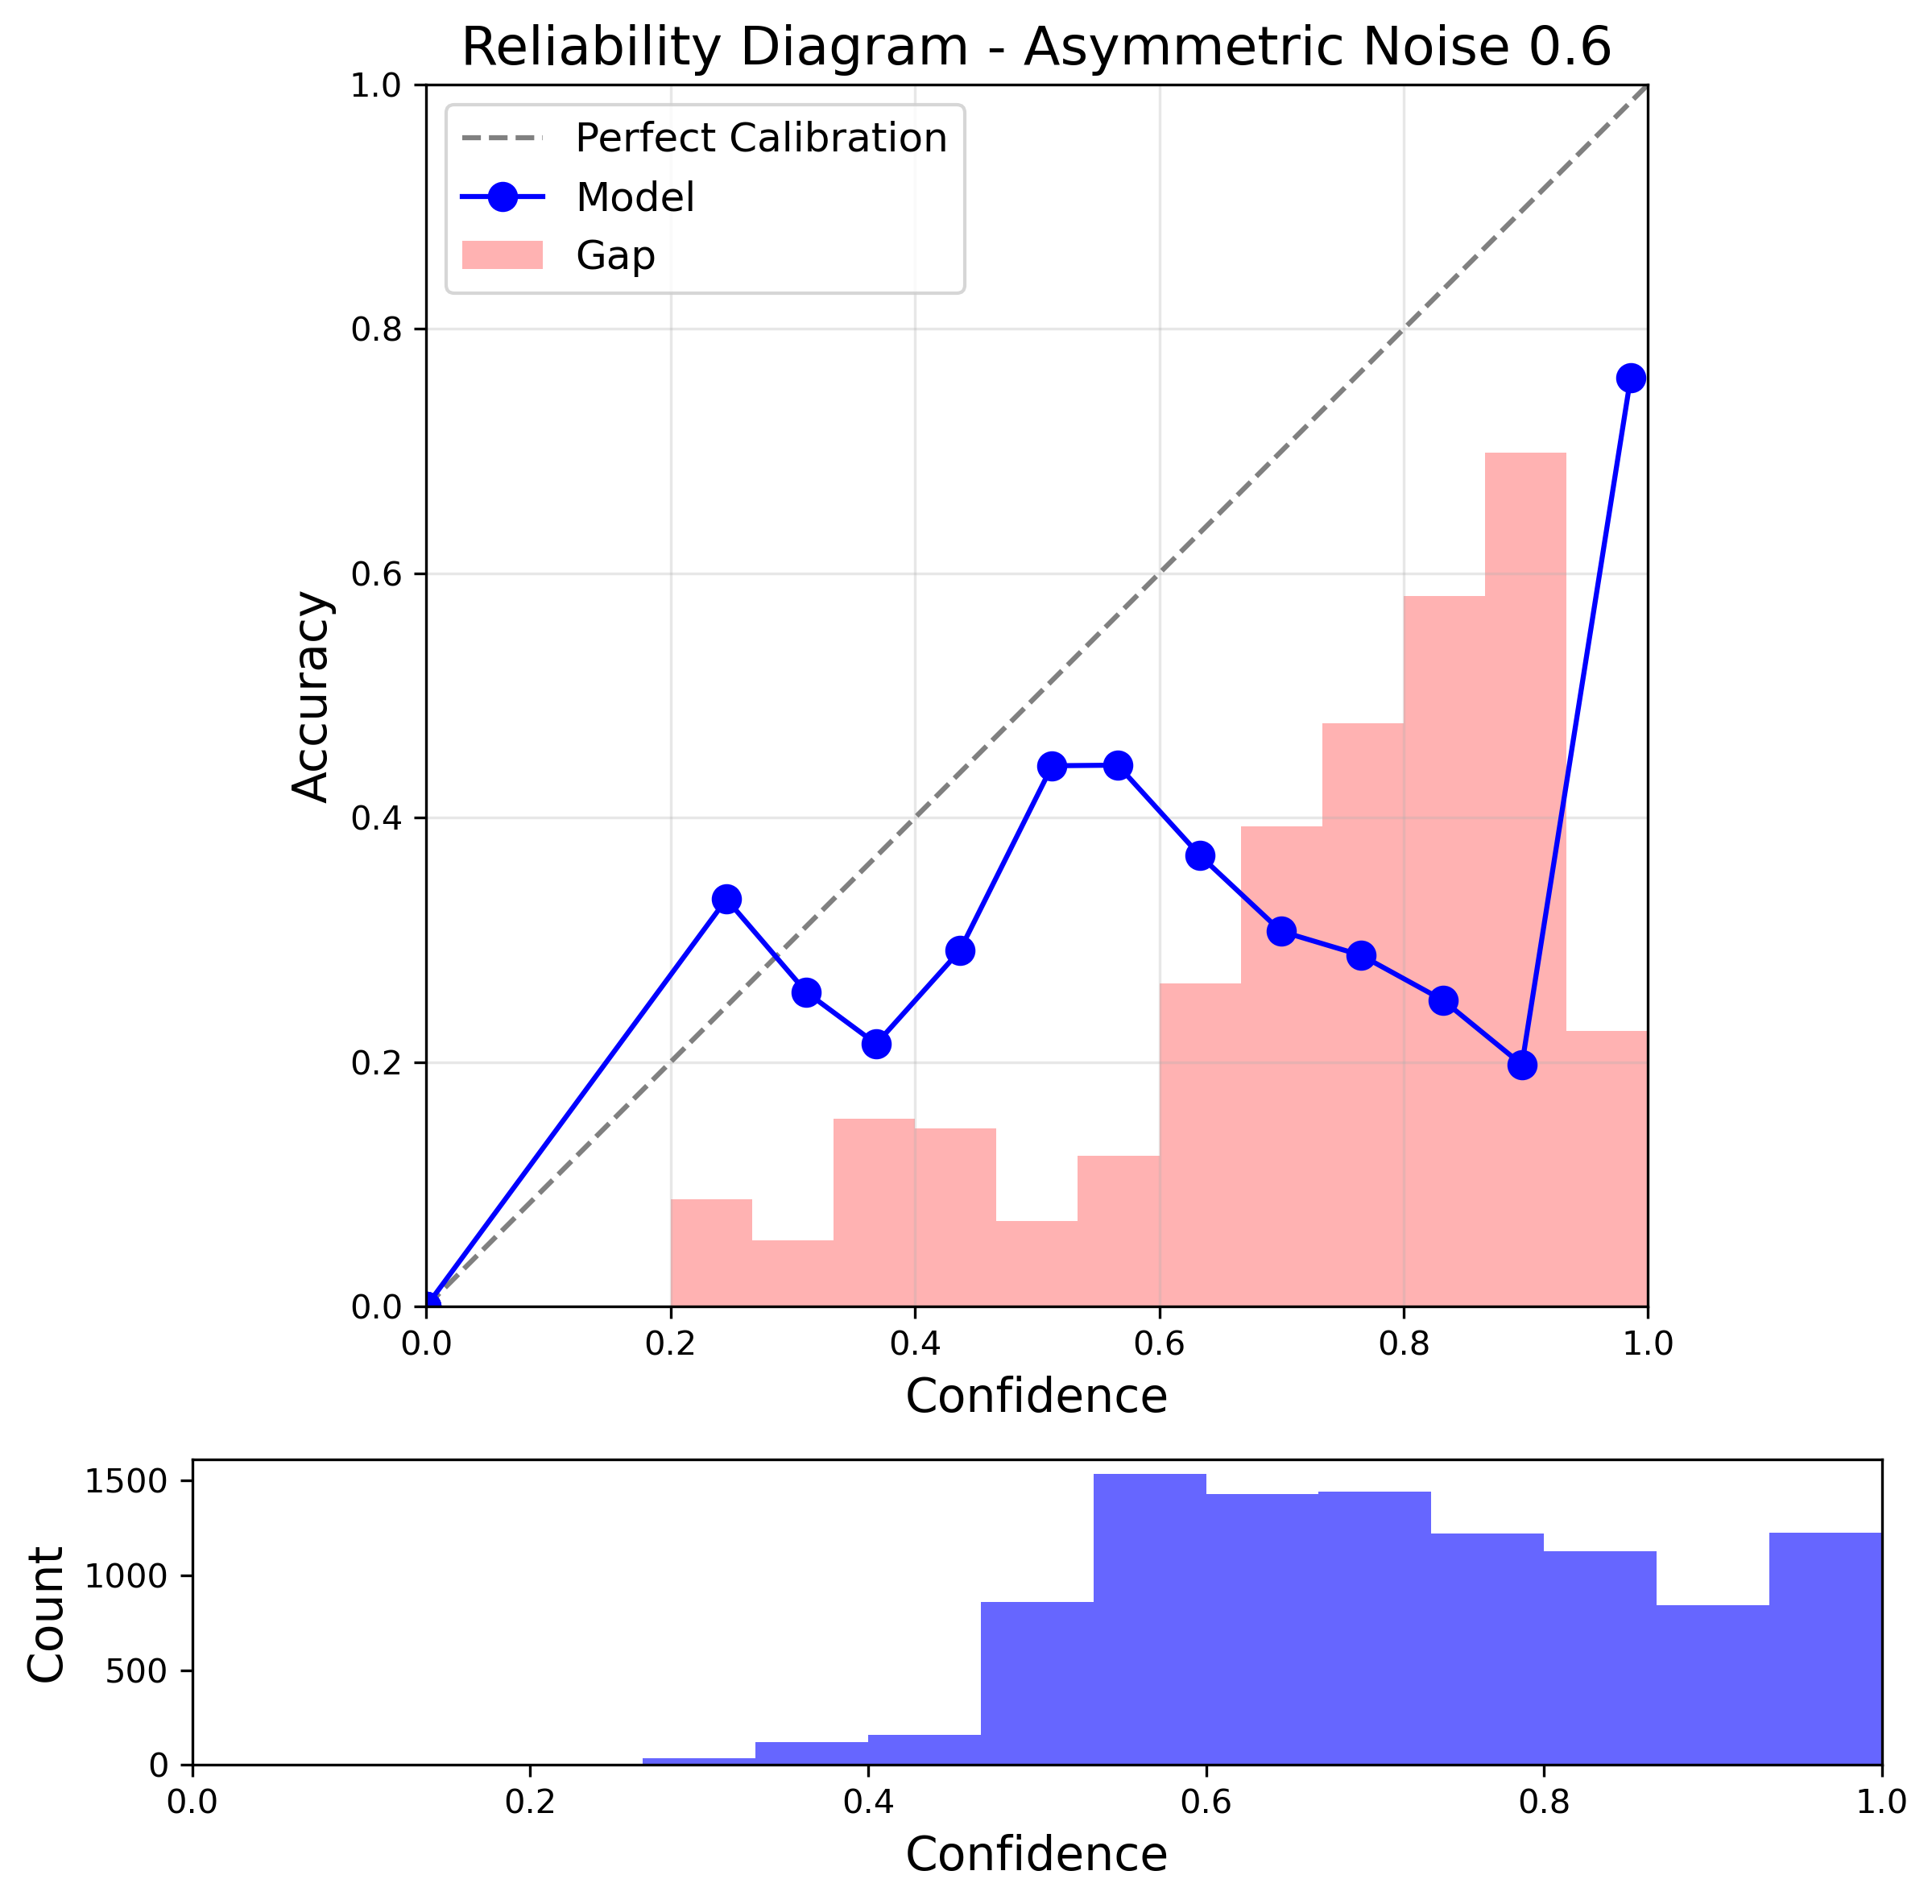 Reliability Diagram - Asymmetric Noise 0.6
Perfect Calibration
Model
Gap
1.0
0.8
0.6
0.4
0.2
0.0
Accuracy
0.0 0.2 0.4 0.6 0.8 1.0
Confidence
1500
1000
500
0
Count
0.0 0.2 0.4 0.6 0.8 1.0
Confidence